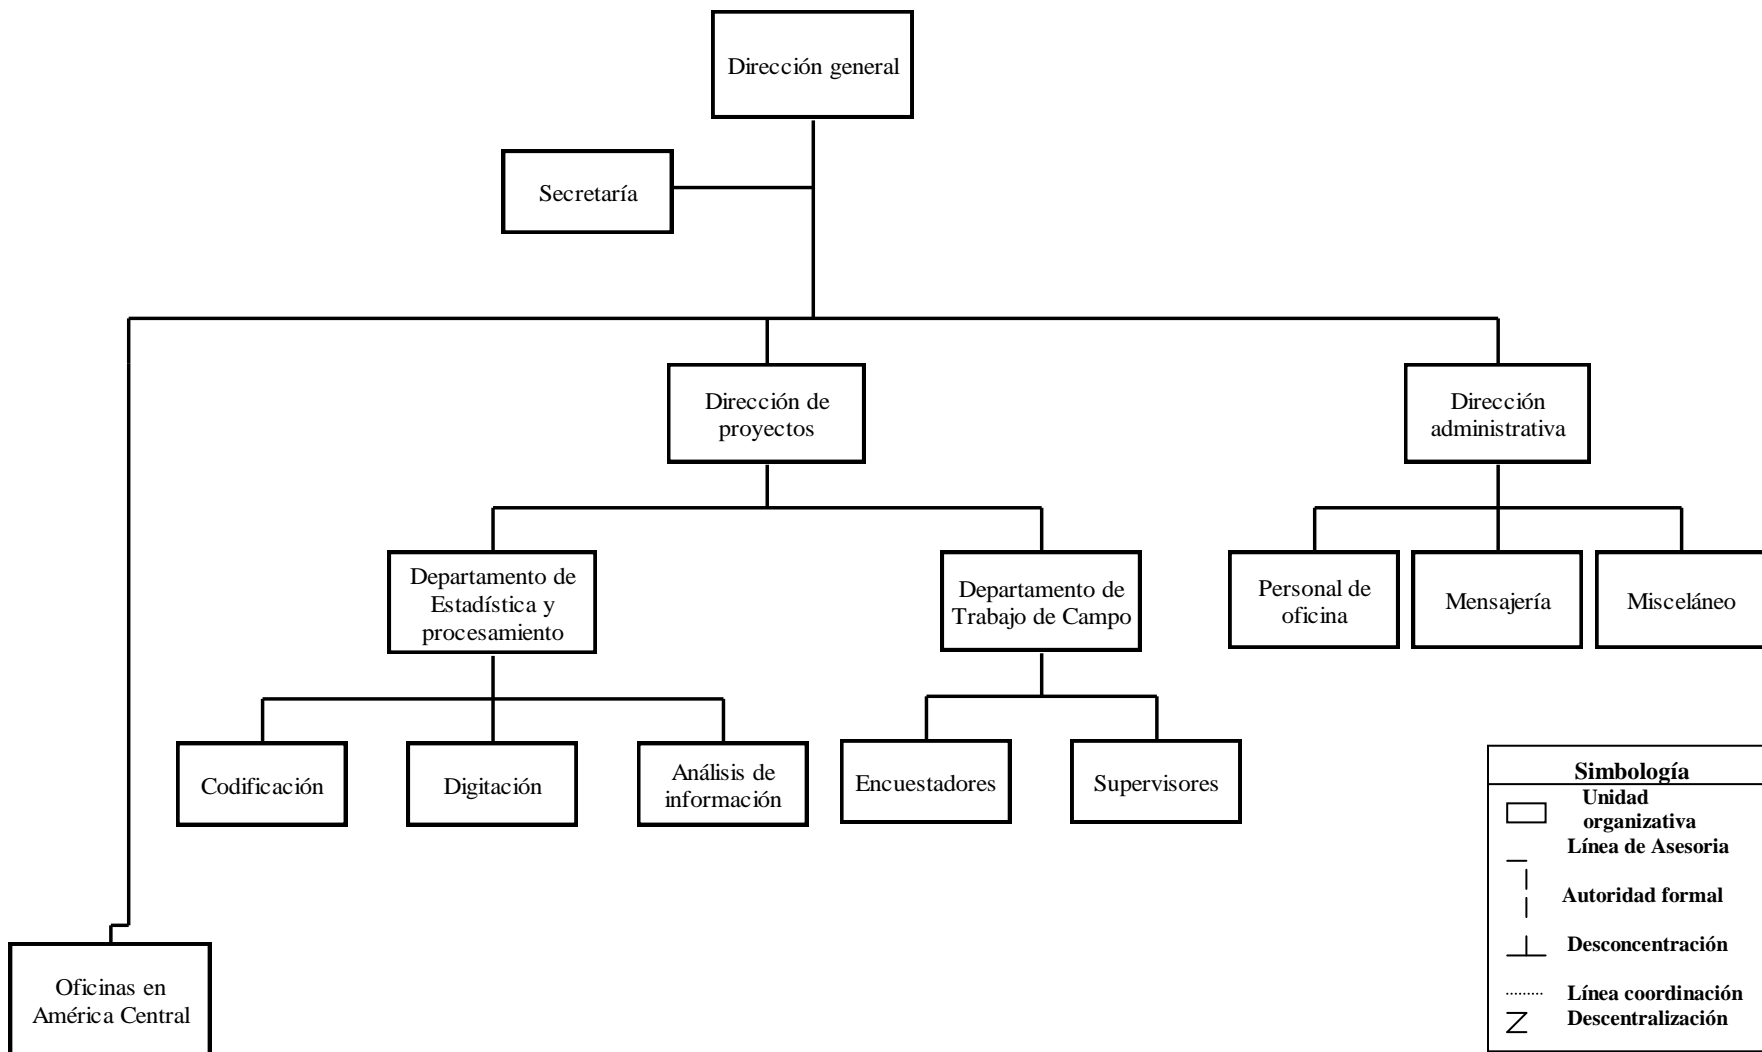 Dirección general
Secretaría
Dirección de
proyectos
Dirección
administrativa
Departamento de
Estadística y
procesamiento
Departamento de
Trabajo de Campo
Personal de
oficina
Mensajería
Misceláneo
Codificación
Digitación
Análisis de
información
Encuestadores
Supervisores
Oficinas en
América Central
Simbología
Unidad
organizativa
Línea de Asesoria
Autoridad formal
Desconcentración
Línea coordinación
Descentralización